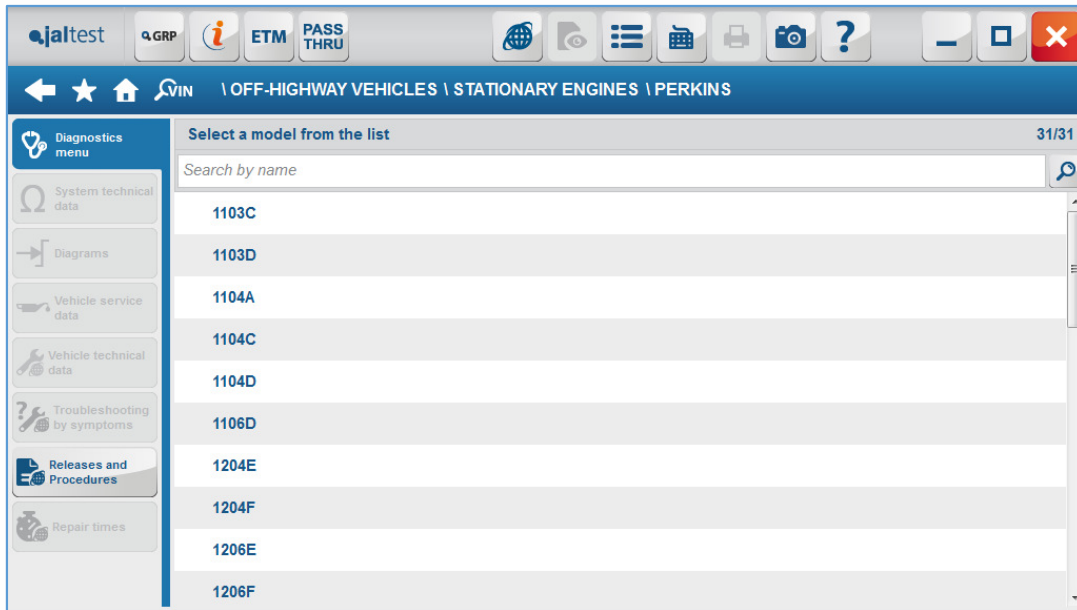 jaltest
GRP
i
ETM
PASS
THRU
?
VIN
\ OFF-HIGHWAY VEHICLES \ STATIONARY ENGINES \ PERKINS
Diagnostics
menu
System technical
data
Diagrams
Vehicle service
data
Vehicle technical
data
Troubleshooting
by symptoms
Releases and
Procedures
Repair times
Select a model from the list
31/31
Search by name
1103C
1103D
1104A
1104C
1104D
1106D
1204E
1204F
1206E
1206F